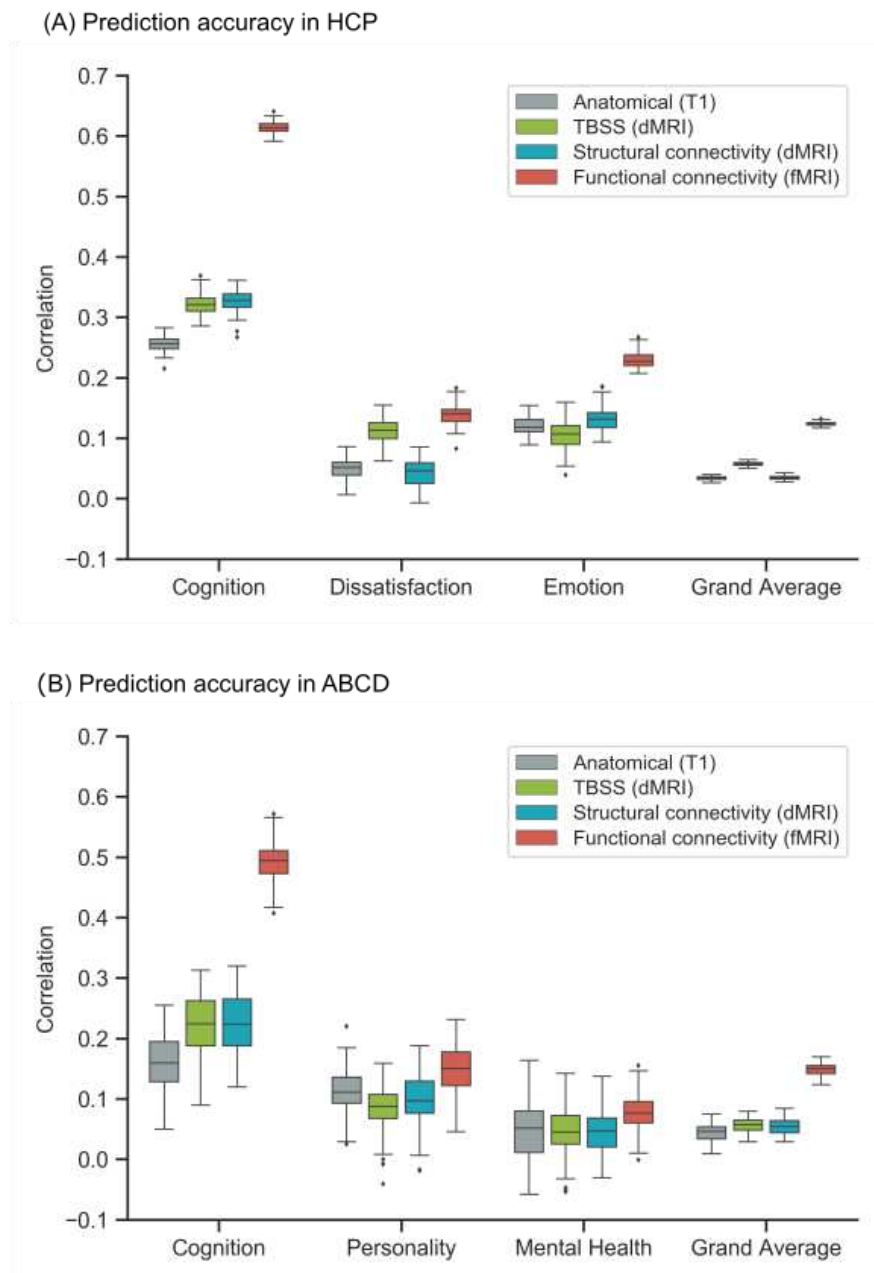 (A) Prediction accuracy in HCP
0.7
0.6
0.5
0.4
0.3
0.2
0.1
0.0
−0.1
Correlation
Anatomical (T1)
TBSS (dMRI)
Structural connectivity (dMRI)
Functional connectivity (fMRI)
Cognition Dissatisfaction Emotion Grand Average
(B) Prediction accuracy in ABCD
0.7
0.6
0.5
0.4
0.3
0.2
0.1
0.0
−0.1
Correlation
Anatomical (T1)
TBSS (dMRI)
Structural connectivity (dMRI)
Functional connectivity (fMRI)
Cognition Personality Mental Health Grand Average